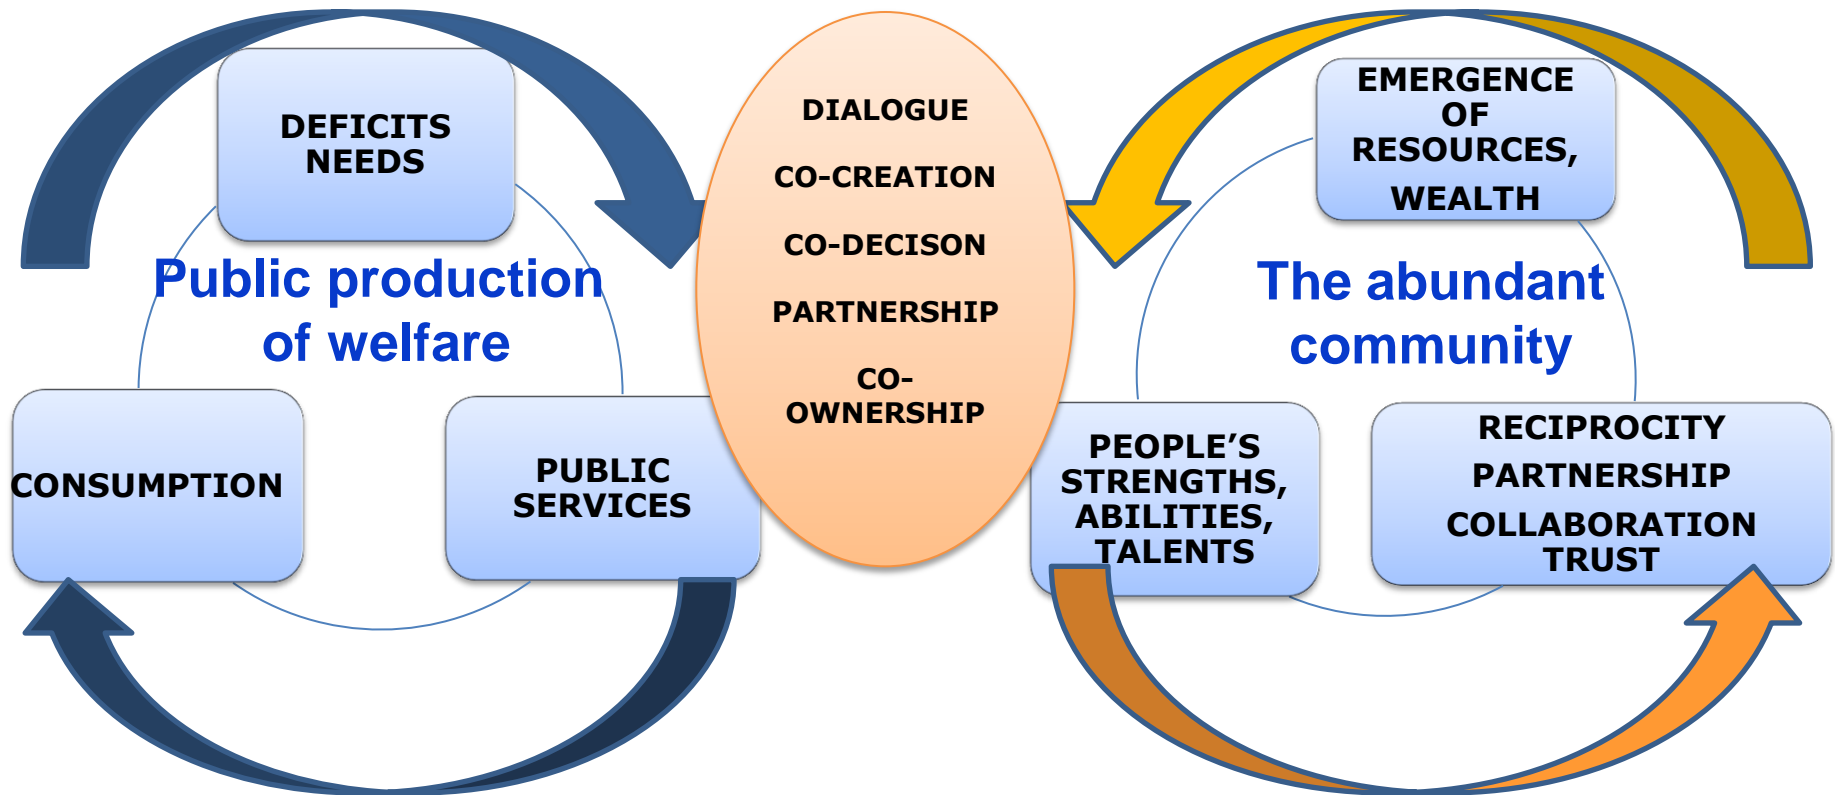 DEFICITS
NEEDS
Public production
of welfare
CONSUMPTION
PUBLIC
SERVICES
DIALOGUE
CO-CREATION
CO-DECISON
PARTNERSHIP
CO-
OWNERSHIP
EMERGENCE
OF
RESOURCES,
WEALTH
The abundant
community
PEOPLE’S
STRENGTHS,
ABILITIES,
TALENTS
RECIPROCITY
PARTNERSHIP
COLLABORATION
TRUST